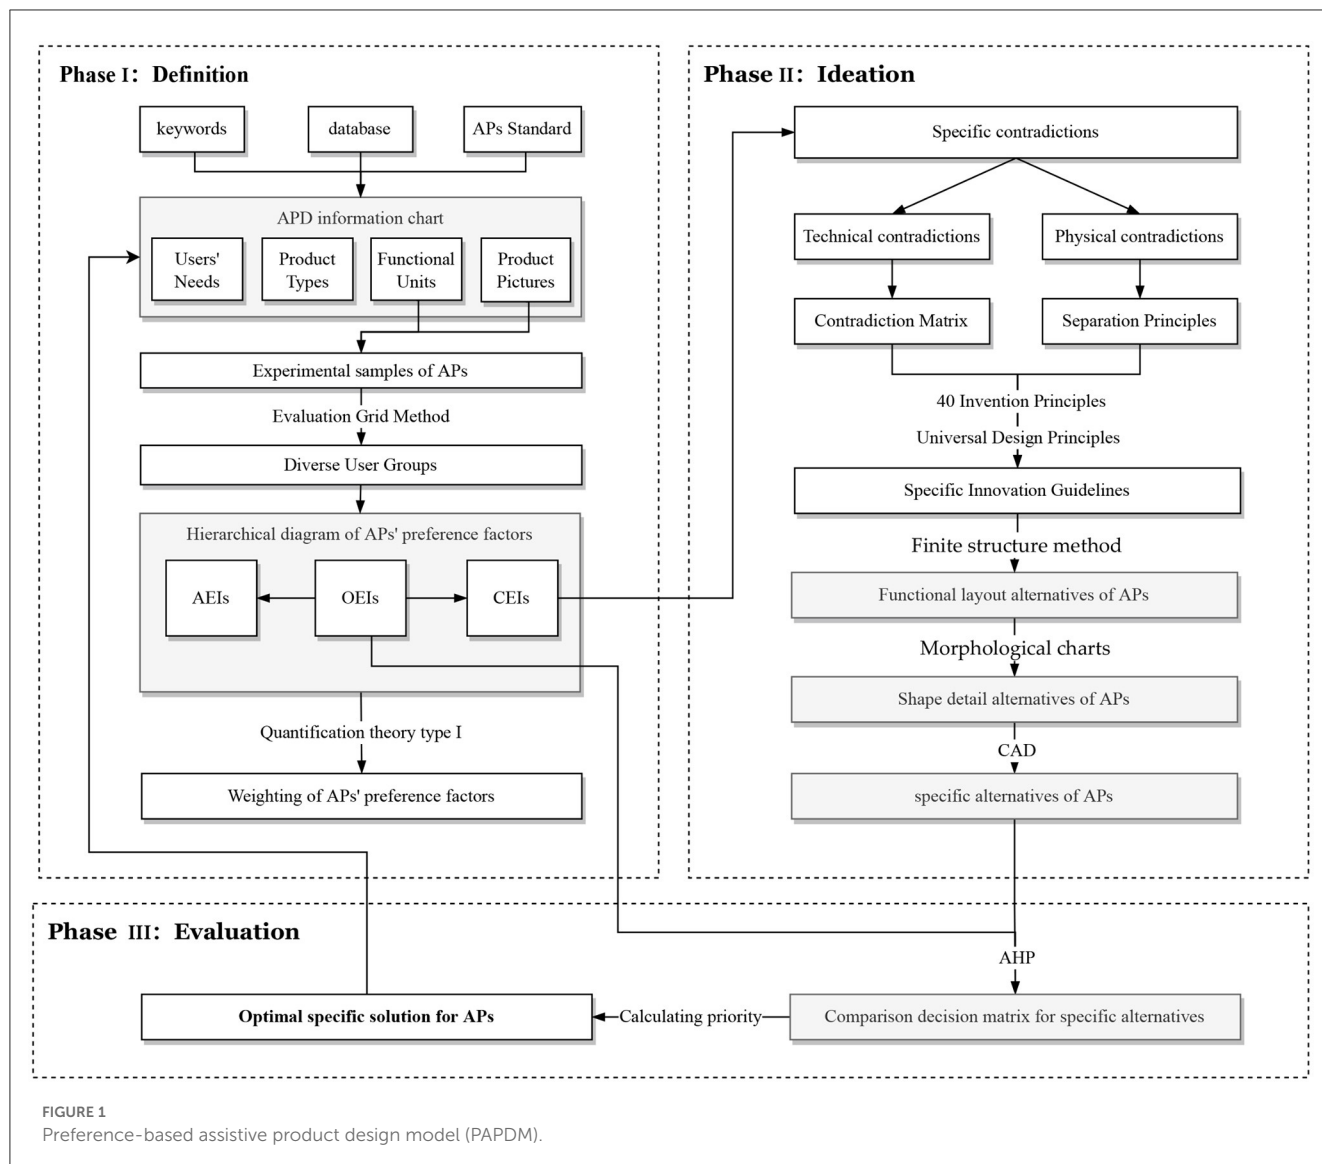 Phase I: Definition
keywords
database
APs Standard
APD information chart
Users'
Needs
Product
Types
Functional
Units
Product
Pictures
Experimental samples of APs
Evaluation Grid Method
Diverse User Groups
Hierarchical diagram of APs' preference factors
AEIs
OEIs
CEIs
Quantification theory type I
Weighting of APs' preference factors
Phase II: Ideation
Specific contradictions
Technical contradictions
Physical contradictions
Contradiction Matrix
Separation Principles
40 Invention Principles
Universal Design Principles
Specific Innovation Guidelines
Finite structure method
Functional layout alternatives of APs
Morphological charts
Shape detail alternatives of APs
CAD
specific alternatives of APs
Phase III: Evaluation
AHP
Optimal specific solution for APs
Calculating priority
Comparison decision matrix for specific alternatives
FIGURE 1
Preference-based assistive product design model (PAPDM).